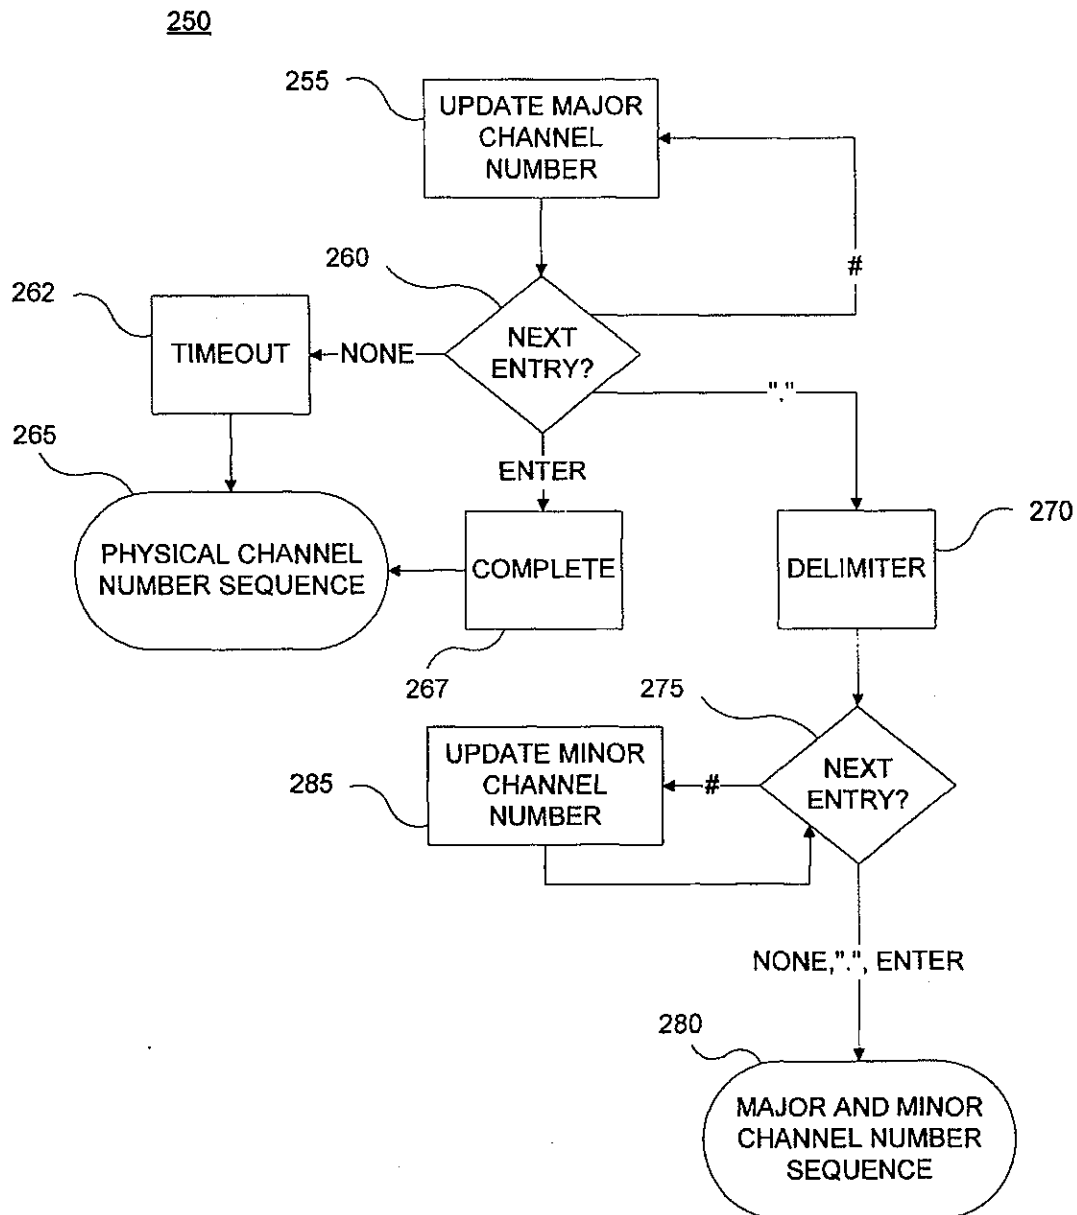 250
255
UPDATE MAJOR
CHANNEL
NUMBER
260
#
262
TIMEOUT
NONE
NEXT
ENTRY?
"."
265
ENTER
PHYSICAL CHANNEL
NUMBER SEQUENCE
COMPLETE
DELIMITER
270
267
275
UPDATE MINOR
CHANNEL
NUMBER
285
#
NEXT
ENTRY?
NONE,".", ENTER
280
MAJOR AND MINOR
CHANNEL NUMBER
SEQUENCE